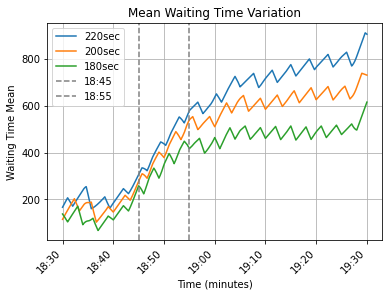 Mean Waiting Time Variation
220sec
200sec
180sec
18:45
18:55
800
600
400
200
Waiting Time Mean
18:30
18:40
18:50
19:00
19:10
19:20
19:30
Time (minutes)